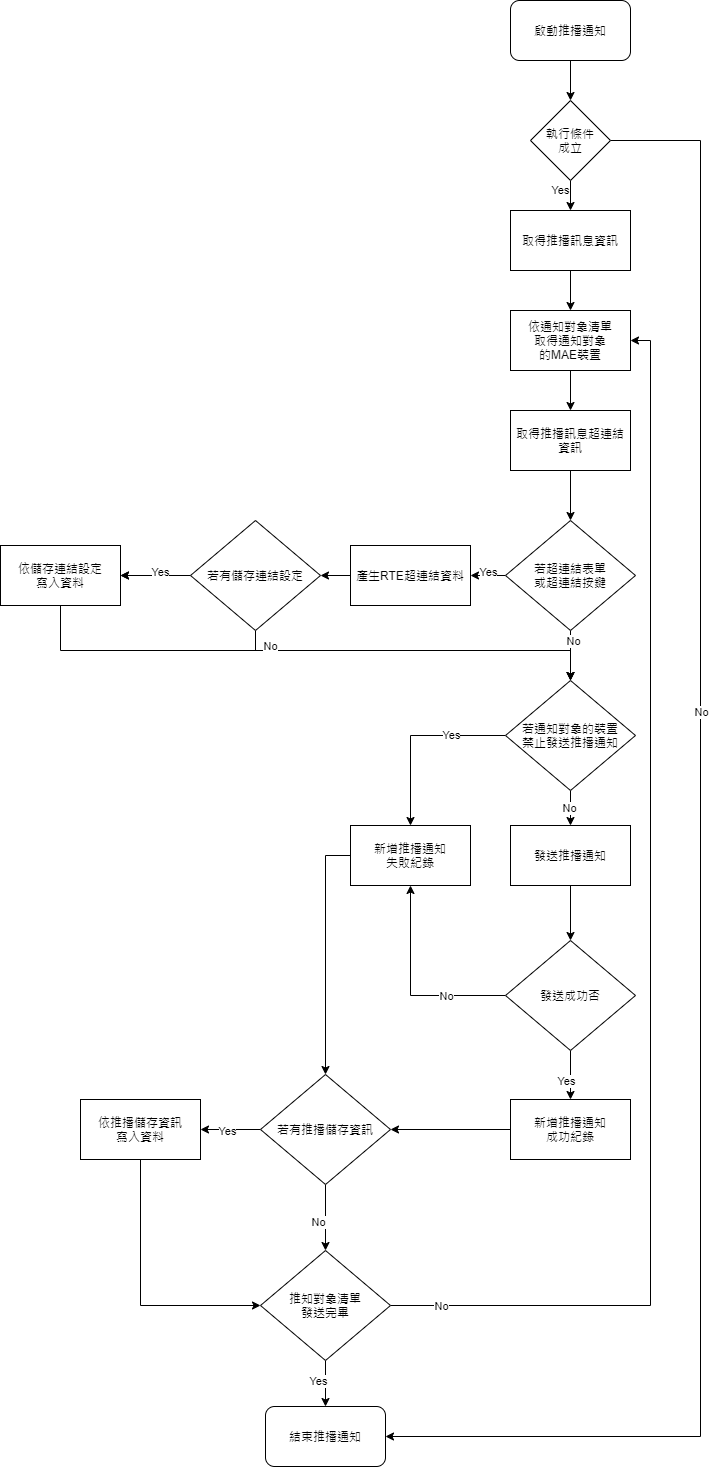 啟動推播通知
執行條件
成立
Yes
取得推播訊息資訊
依通知對象清單
取得通知對象
的MAE裝置
取得推播訊息超連結
資訊
若超連結表單
或超連結按鍵
Yes
產生RTE超連結資料
若有儲存連結設定
Yes
依儲存連結設定
寫入資料
No
No
No
若通知對象的裝置
禁止發送推播通知
Yes
No
新增推播通知
失敗紀錄
發送推播通知
發送成功否
No
Yes
新增推播通知
成功紀錄
若有推播儲存資訊
Yes
依推播儲存資訊
寫入資料
No
推知對象清單
發送完畢
No
Yes
結束推播通知